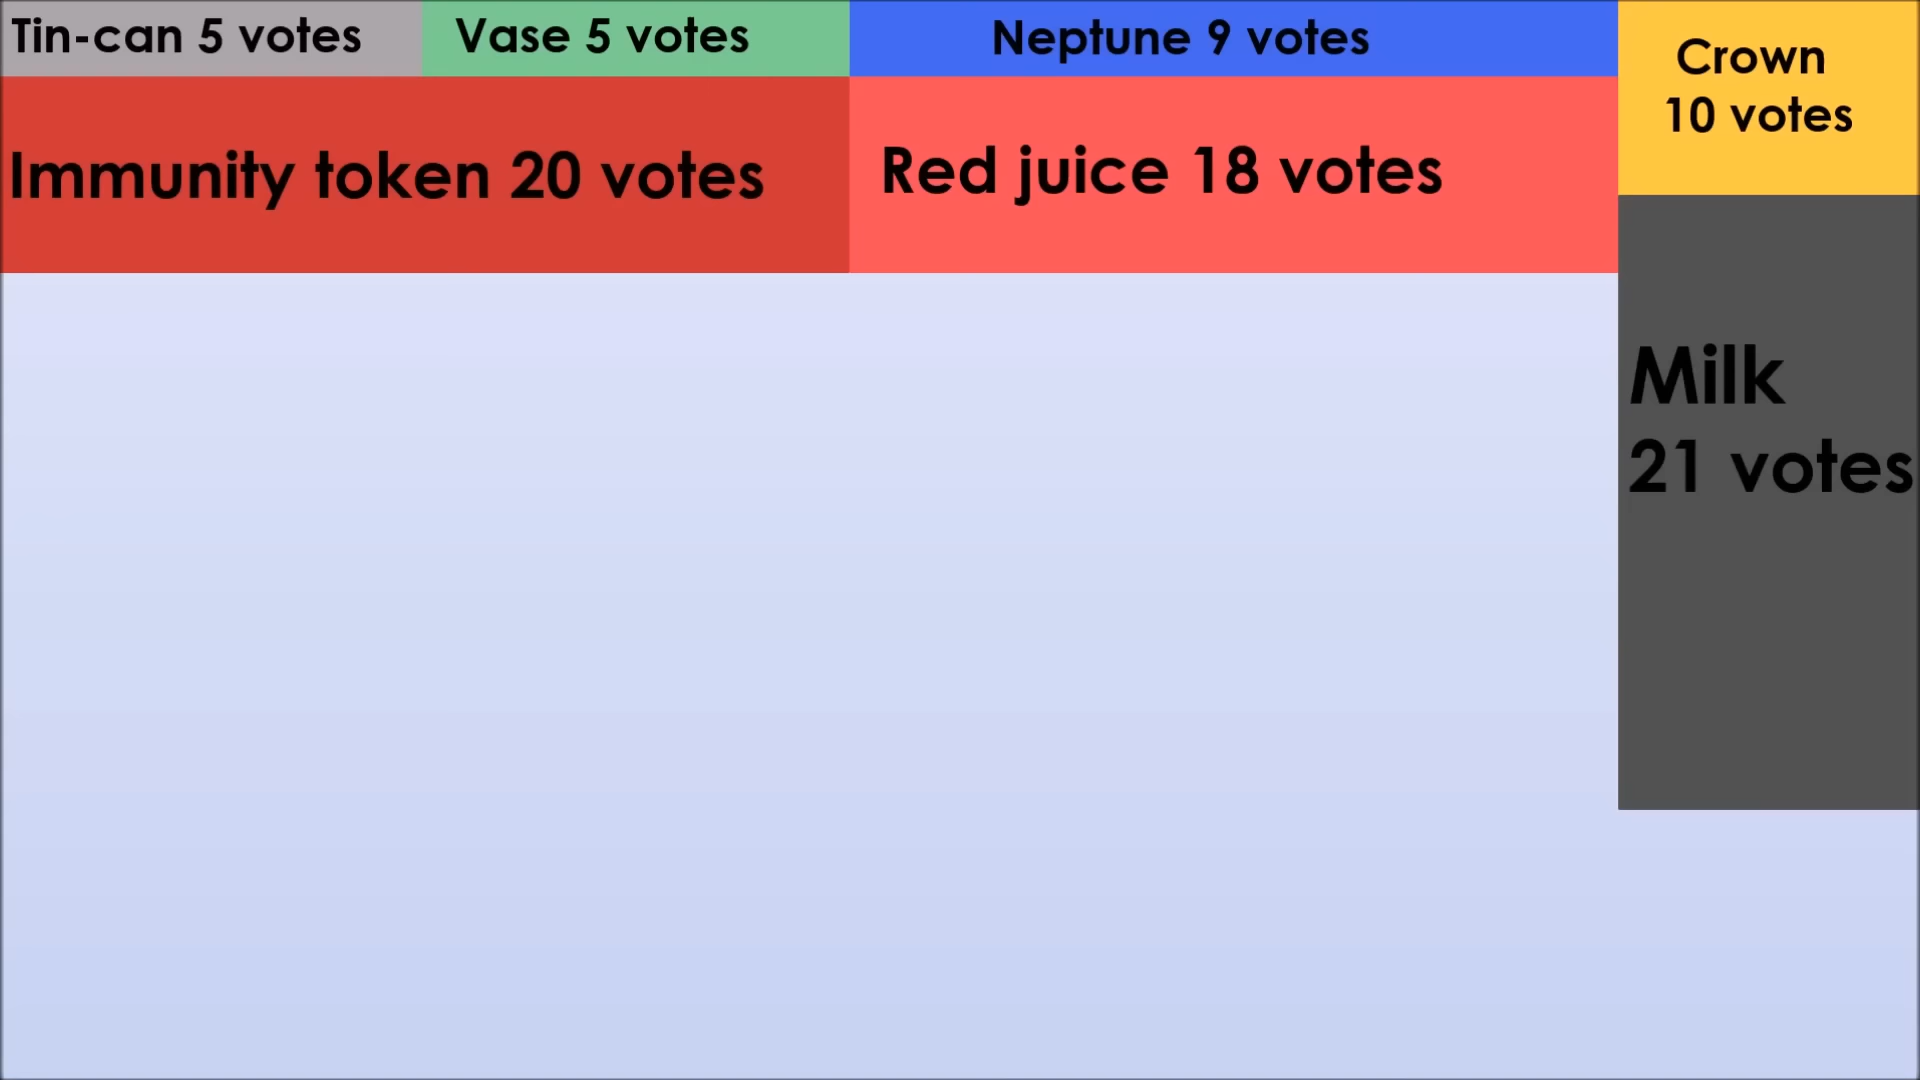 Tin-can 5 votes
Vase 5 votes
Neptune 9 votes
Crown
10 votes
Immunity token 20 votes
Red juice 18 votes
Milk
21 votes